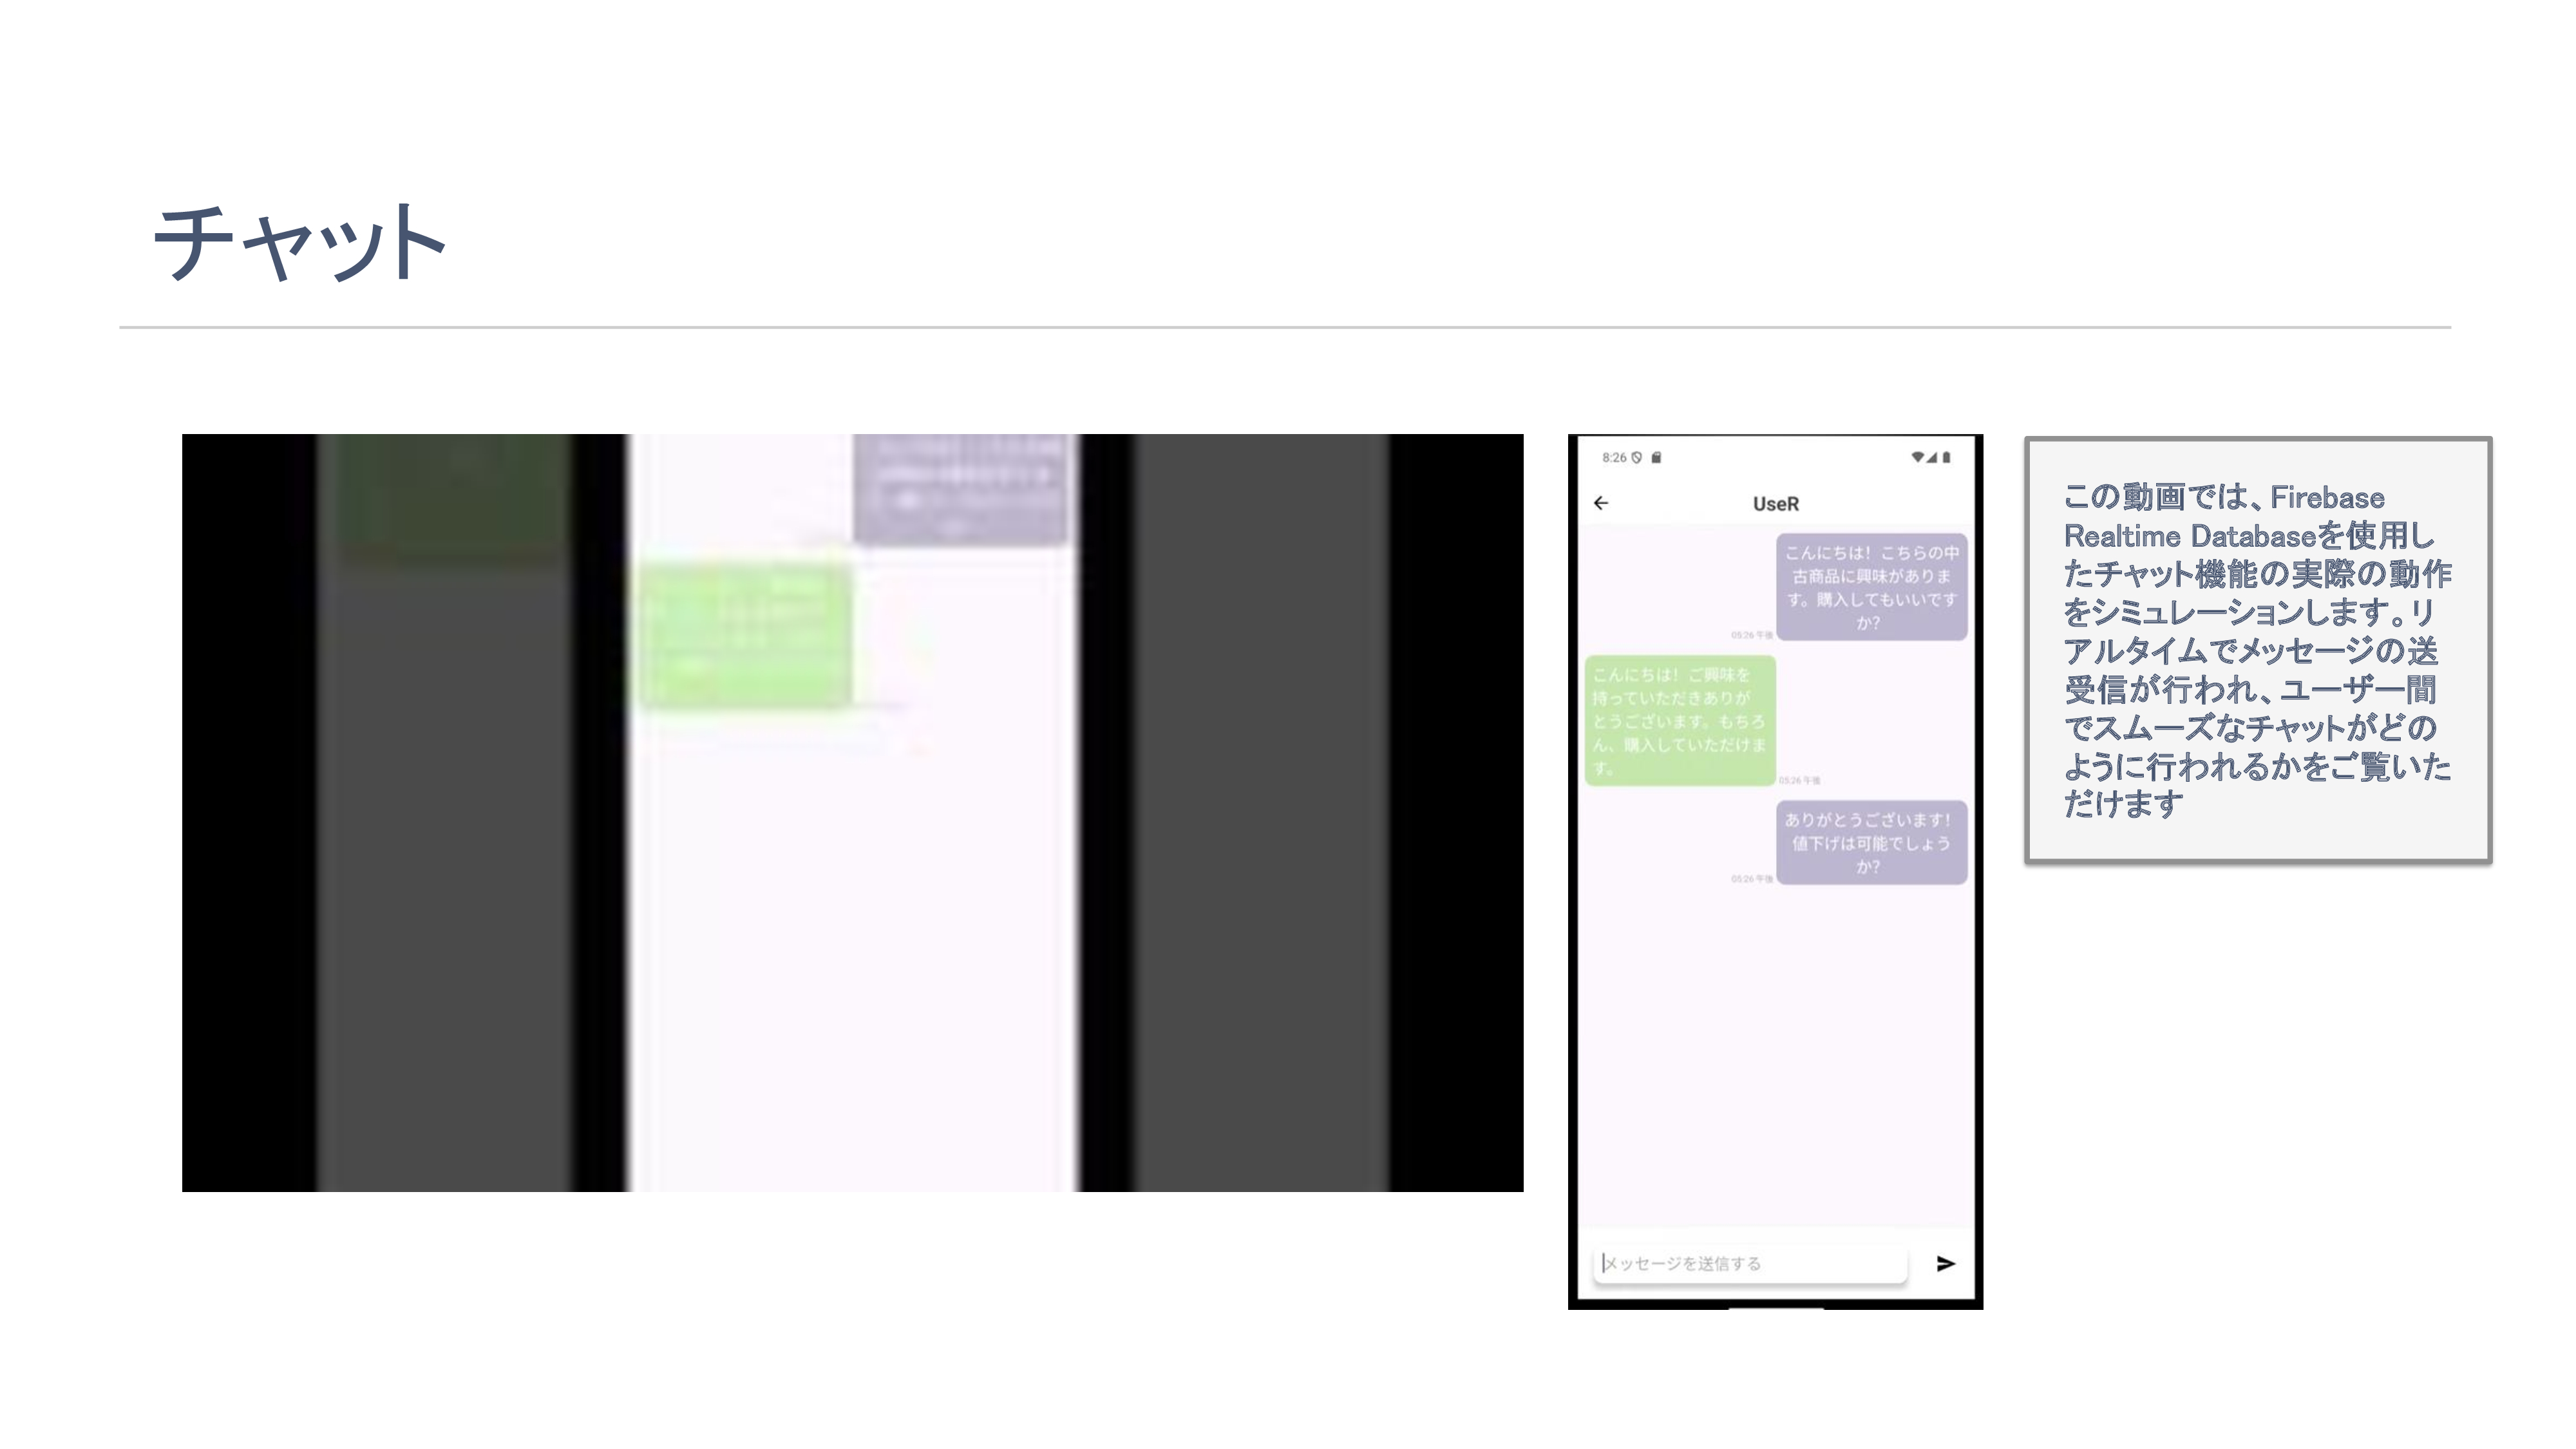 チャット
8:26
UseR
こんにちは！こちらの中
古商品に興味がありま
す。購入してもいいです
か？
05:26 午後
こんにちは！ご興味を
持っていただきありが
とうございます。もちろ
ん、購入していただけま
す。
05:26 午後
ありがとうございます！
値下げは可能でしょう
か？
05:26 午後
メッセージを送信する
この動画では、Firebase
Realtime Databaseを使用し
たチャット機能の実際の動作
をシミュレーションします。リ
アルタイムでメッセージの送
受信が行われ、ユーザー間
でスムーズなチャットがどの
ように行われるかをご覧いた
だけます